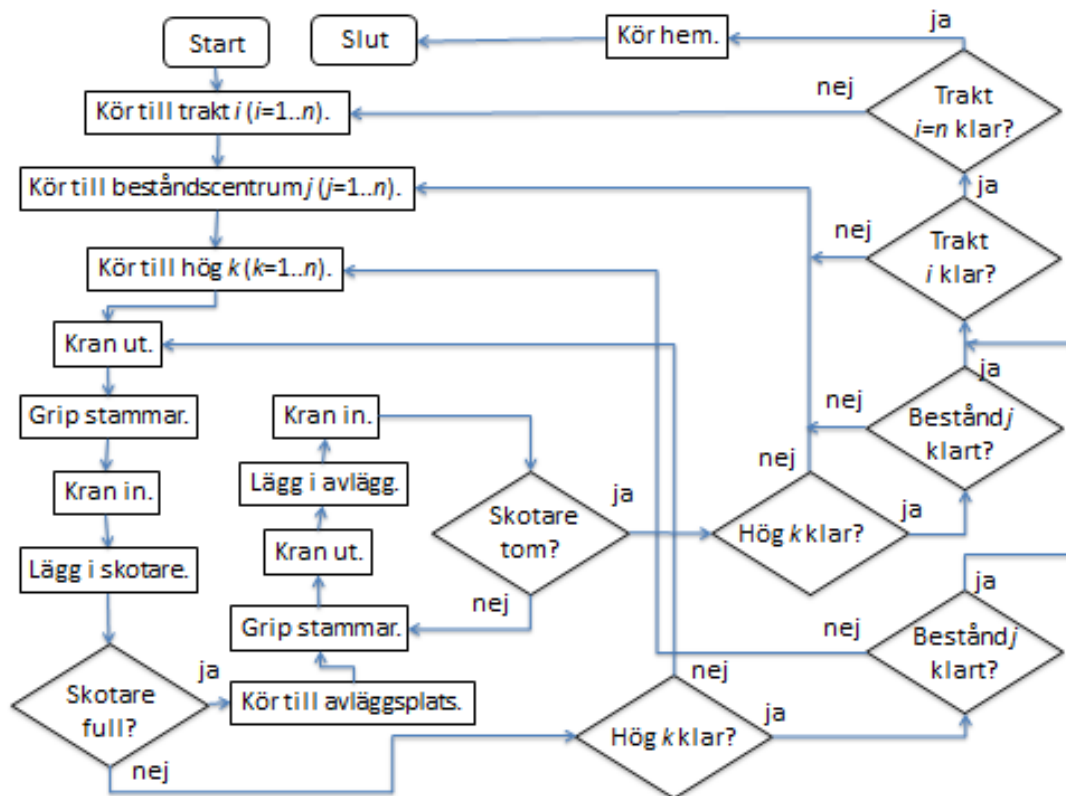 Start
Slut
Kör hem.
ja
nej
Trakt
i=n klar?
Kör till trakt i (i=1..n).
ja
Kör till beståndscentrum j (j=1..n).
nej
Trakt
i klar?
Kör till hög k (k=1..n).
Kran ut.
ja
nej
Bestånd j
klart?
Grip stammar.
Kran in.
nej
Kran in.
Lägg i avlägg.
ja
Skotare
tom?
Hög k klar?
ja
Kran ut.
Lägg i skotare.
nej
ja
Grip stammar.
nej
Bestånd j
klart?
ja
nej
Skotare
full?
Kör till avläggsplats.
Hög k klar?
ja
nej